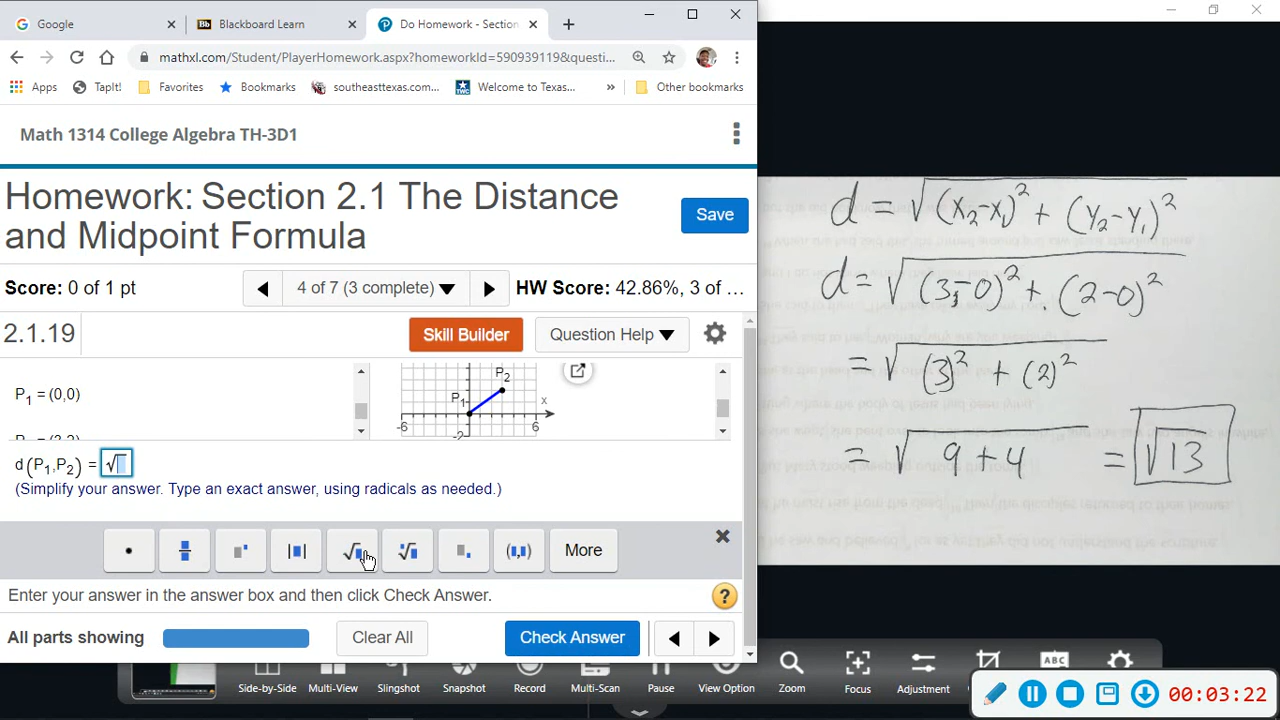 Google
Blackboard Learn
Do Homework - Section
mathxl.com/Student/PlayerHomework.aspx?homeworkId=590939119&questi...
Apps
TapIt!
Favorites
Bookmarks
southeasttexas.com...
Welcome to Texas...
»
Other bookmarks
Math 1314 College Algebra TH-3D1
Homework: Section 2.1 The Distance
and Midpoint Formula
Save
Score: 0 of 1 pt
4 of 7 (3 complete)
HW Score: 42.86%, 3 of ...
2.1.19
Skill Builder
Question Help
P₁ = (0,0)
P₂
P₁
x
-6
6
-2
d(P₁,P₂) = √
(Simplify your answer. Type an exact answer, using radicals as needed.)
More
Enter your answer in the answer box and then click Check Answer.
?
All parts showing
Clear All
Check Answer
d = √(x₂-x₁)² + (y₂-y₁)²
d = √(3-0)² + (2-0)²
= √(3)² + (2)²
= √9+4 = √13
Side-by-Side
Multi-View
Slingshot
Snapshot
Record
Multi-Scan
Pause
View Option
Zoom
Focus
Adjustment
ABC
00:03:22